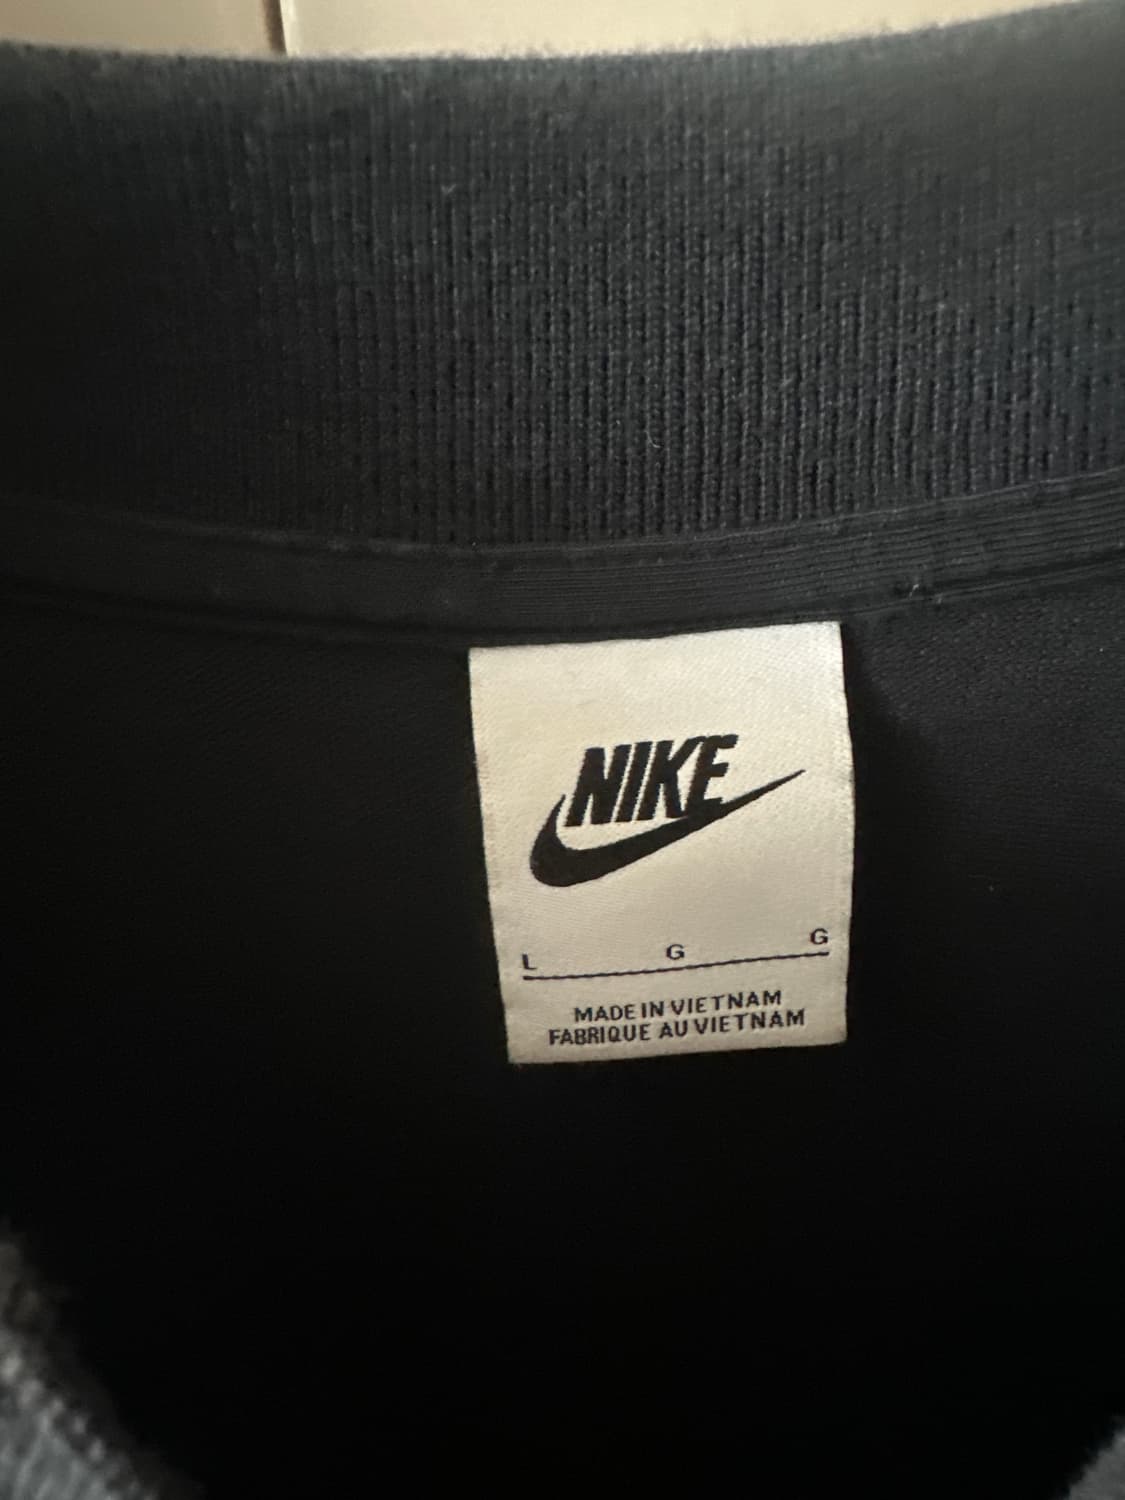 NIKE
L G G
MADE IN VIETNAM
FABRIQUE AU VIETNAM